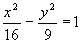 x²/16 − y²/9 = 1